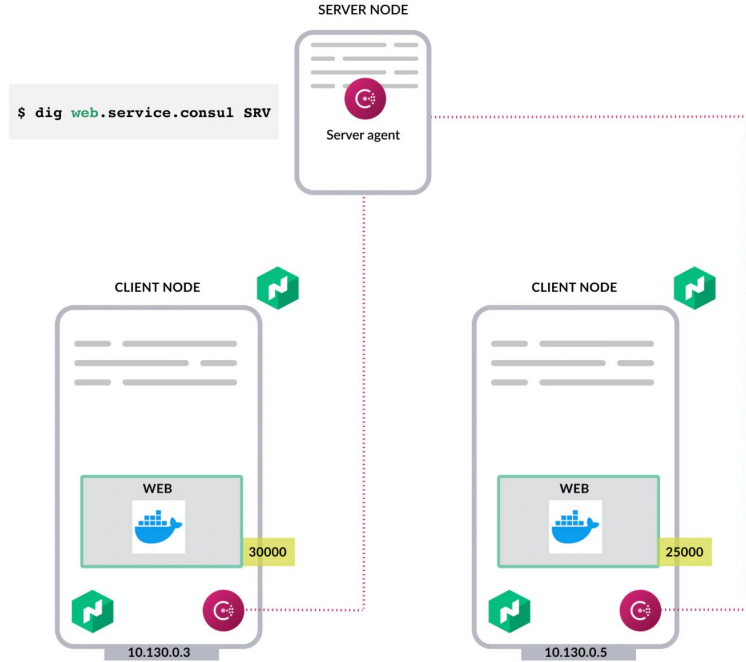 SERVER NODE
$ dig web.service.consul SRV
Server agent
CLIENT NODE
CLIENT NODE
WEB
WEB
30000
25000
10.130.0.3
10.130.0.5